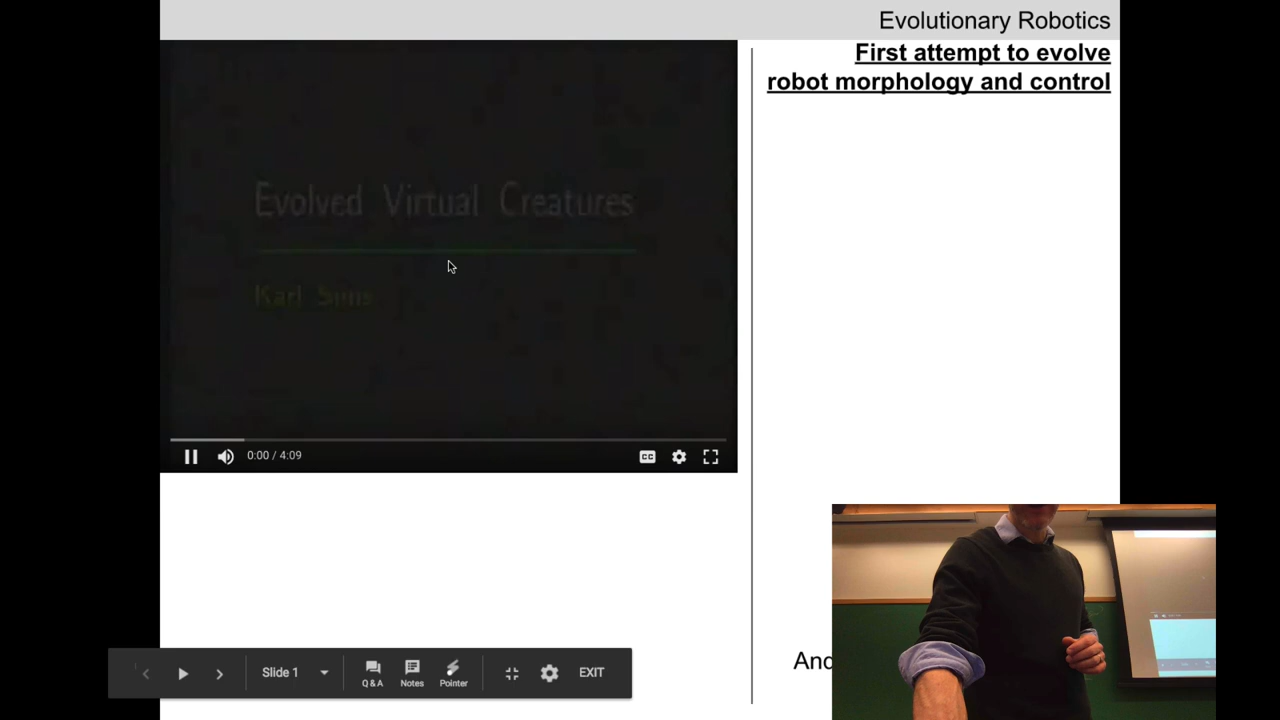 Evolutionary Robotics
First attempt to evolve
robot morphology and control
Evolved Virtual Creatures
Karl Sims
0:00 / 4:09
CC
Slide 1
Q & A
Notes
Pointer
EXIT
And